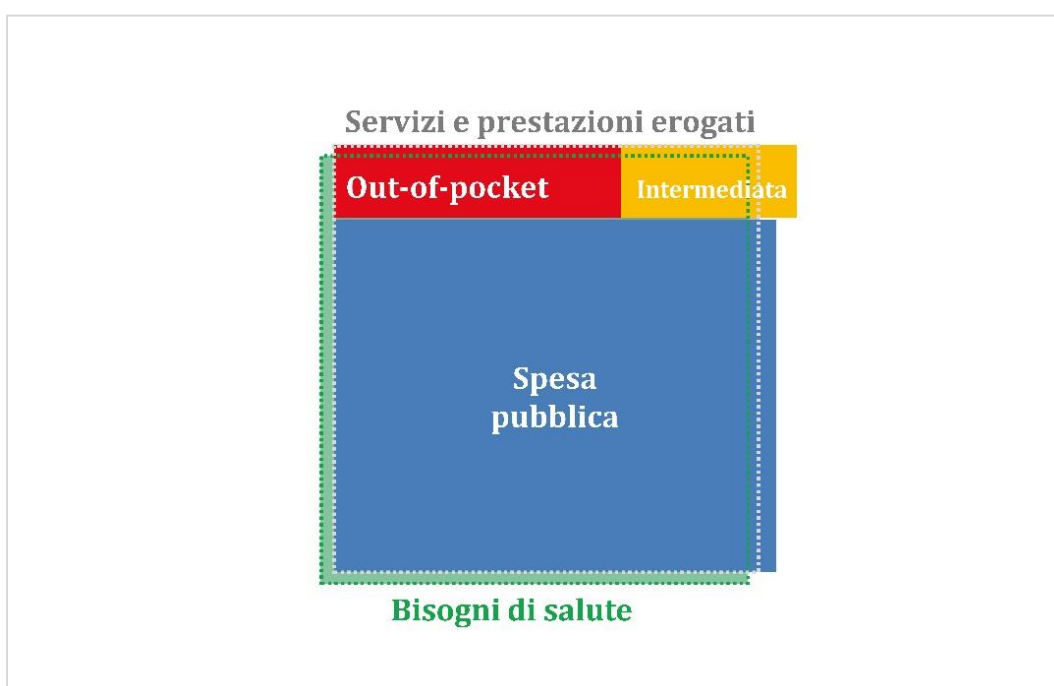 Servizi e prestazioni erogati
Out-of-pocket
Intermediata
Spesa
pubblica
Bisogni di salute